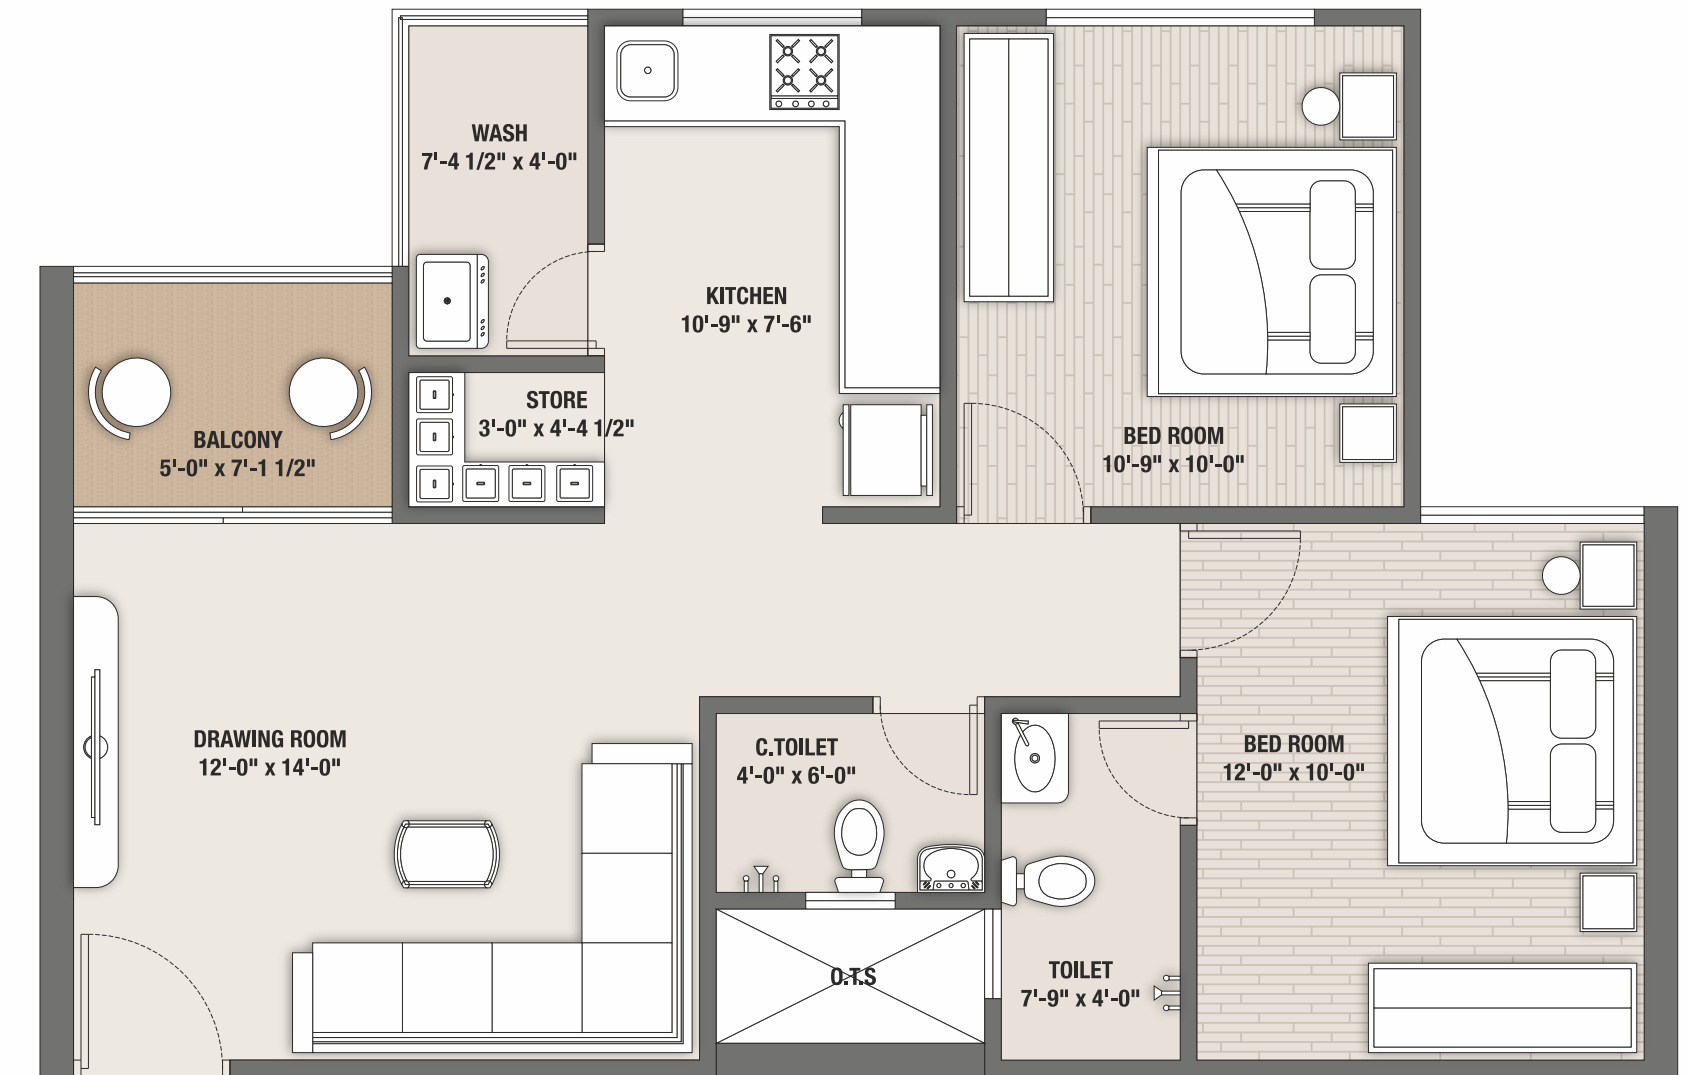 WASH
7'-4 1/2" x 4'-0"
KITCHEN
10'-9" x 7'-6"
STORE
3'-0" x 4'-4 1/2"
BALCONY
5'-0" x 7'-1 1/2"
BED ROOM
10'-9" x 10'-0"
DRAWING ROOM
12'-0" x 14'-0"
C.TOILET
4'-0" x 6'-0"
BED ROOM
12'-0" x 10'-0"
O.T.S
TOILET
7'-9" x 4'-0"